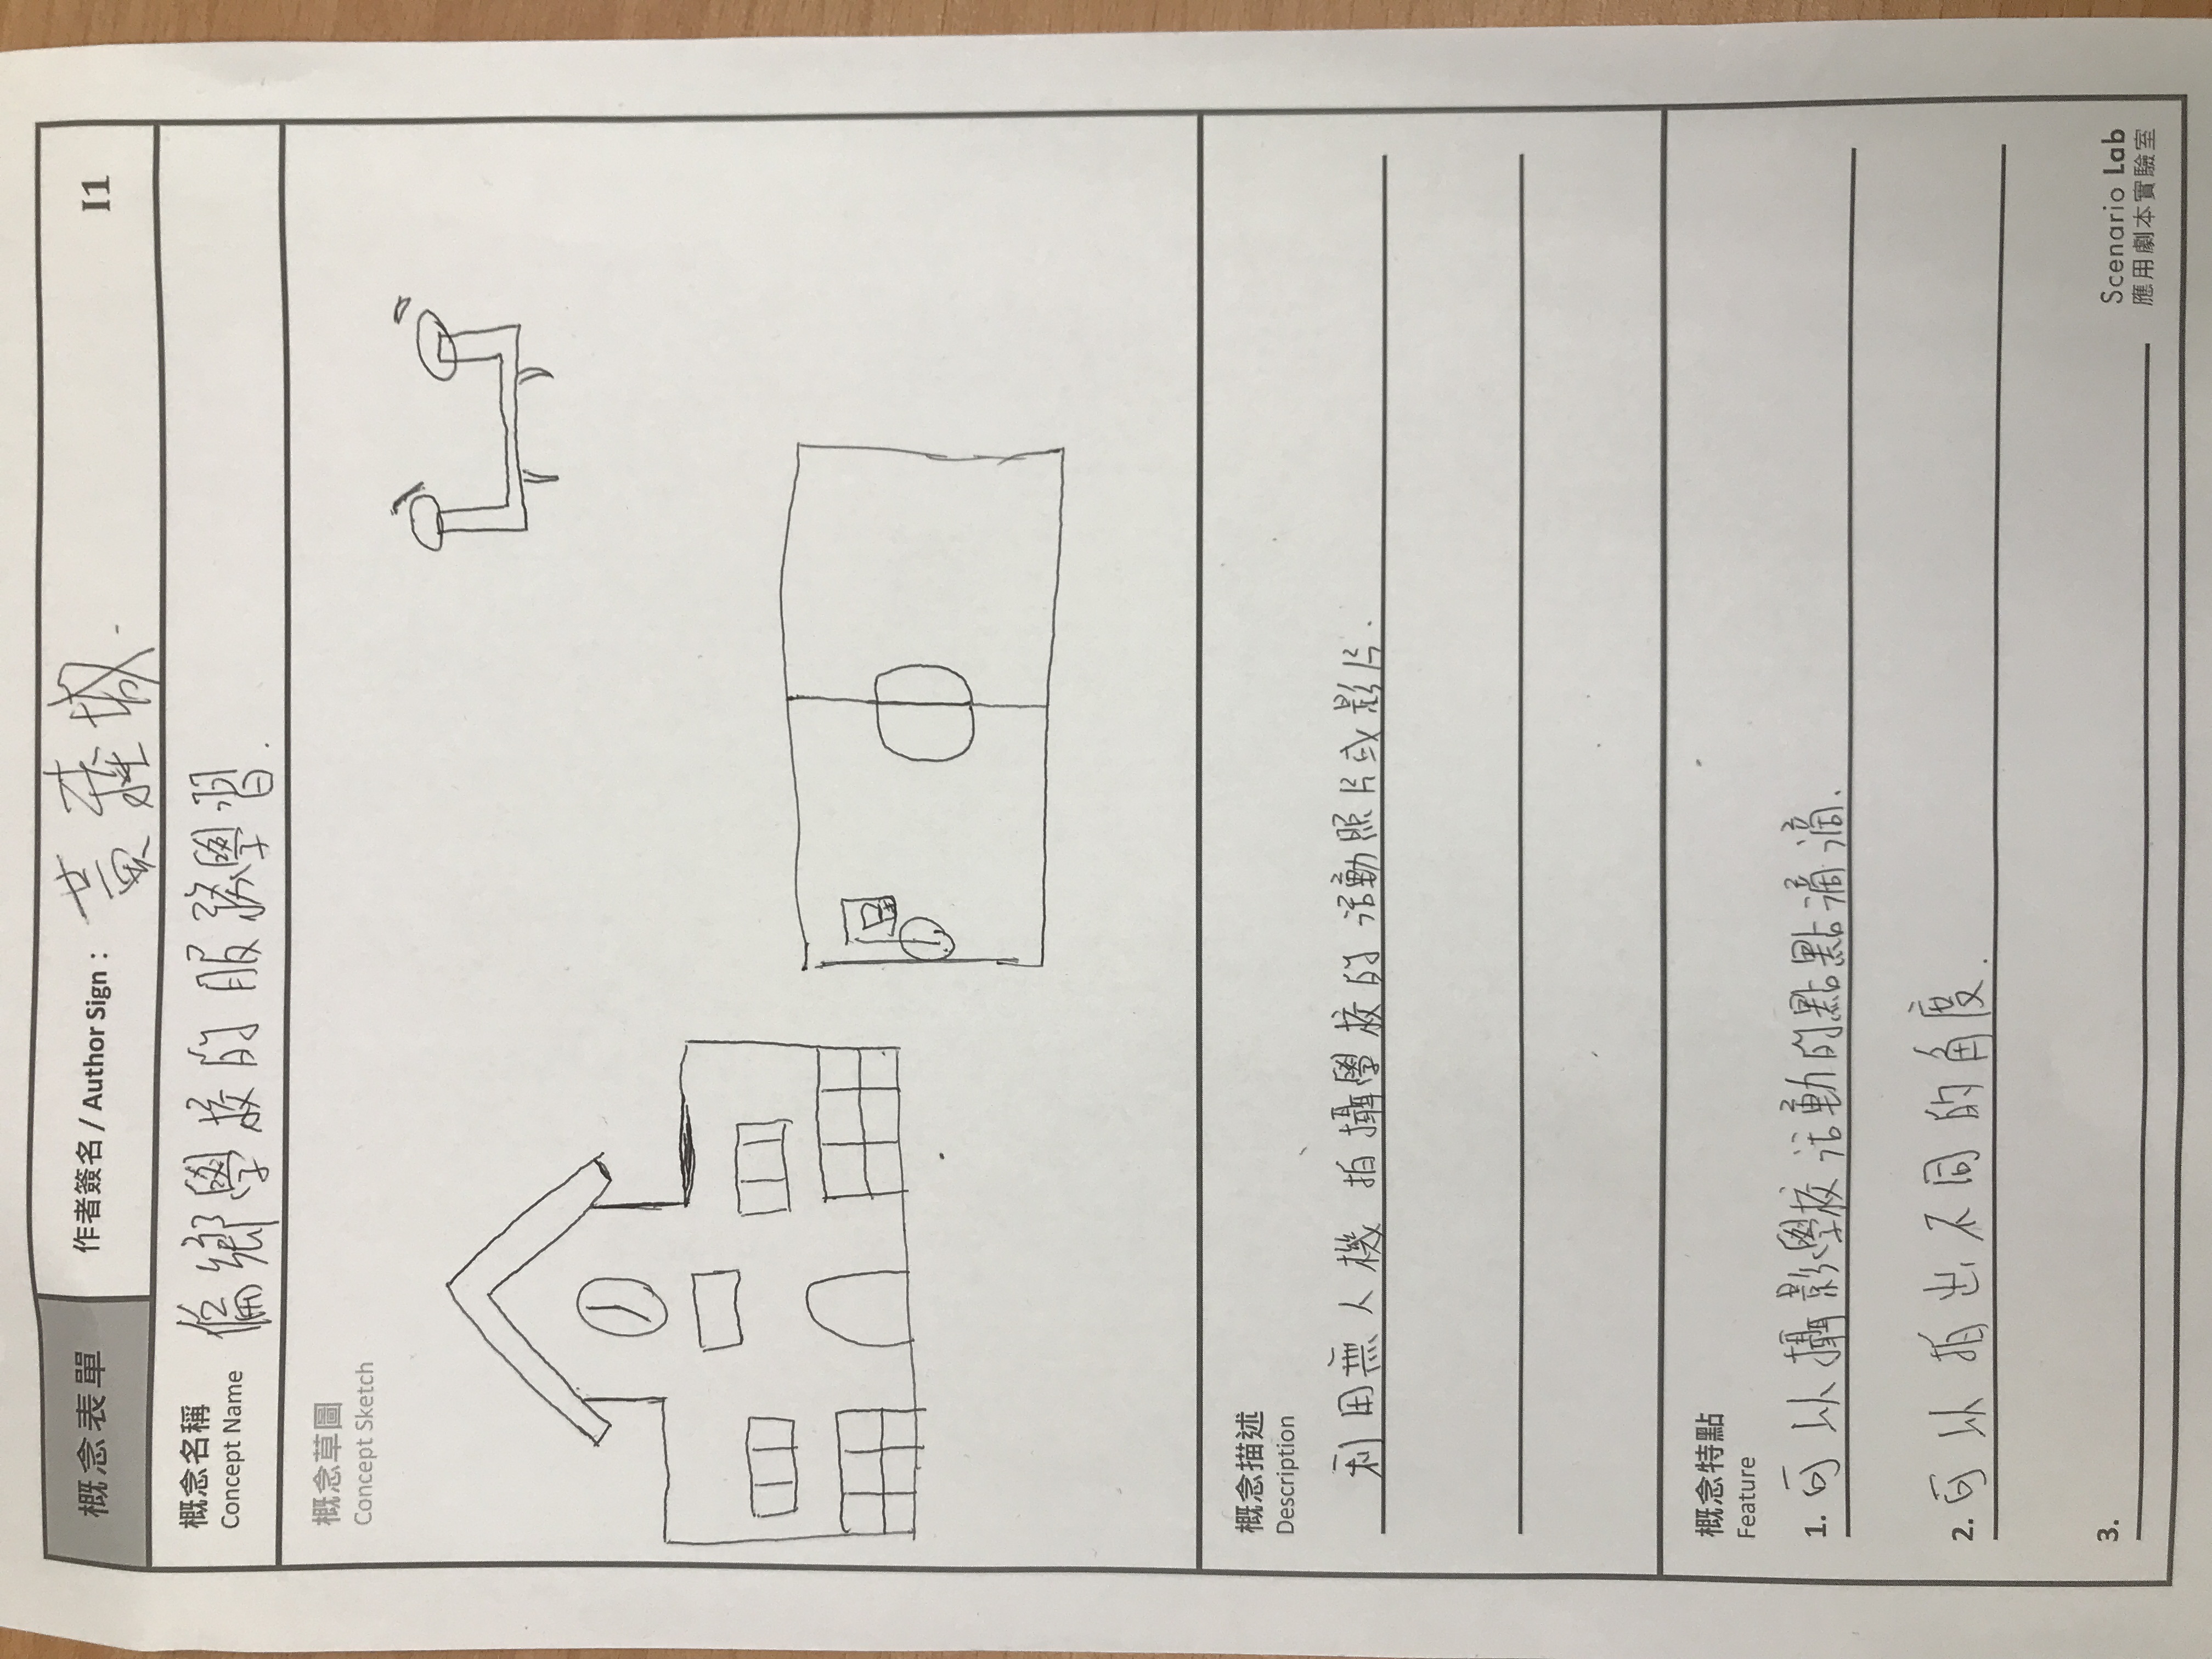 概念表單
作者簽名 / Author Sign : 黃森城.
I1
概念名稱
Concept Name
偏鄉學校的服務學習.
概念草圖
Concept Sketch
概念描述
Description
利用無人機拍攝學校的活動照片或影片.
概念特點
Feature
1. 可以攝影學校活動的點點滴滴.
2. 可以拍出不同的角度.
3.
Scenario Lab
應用劇本實驗室